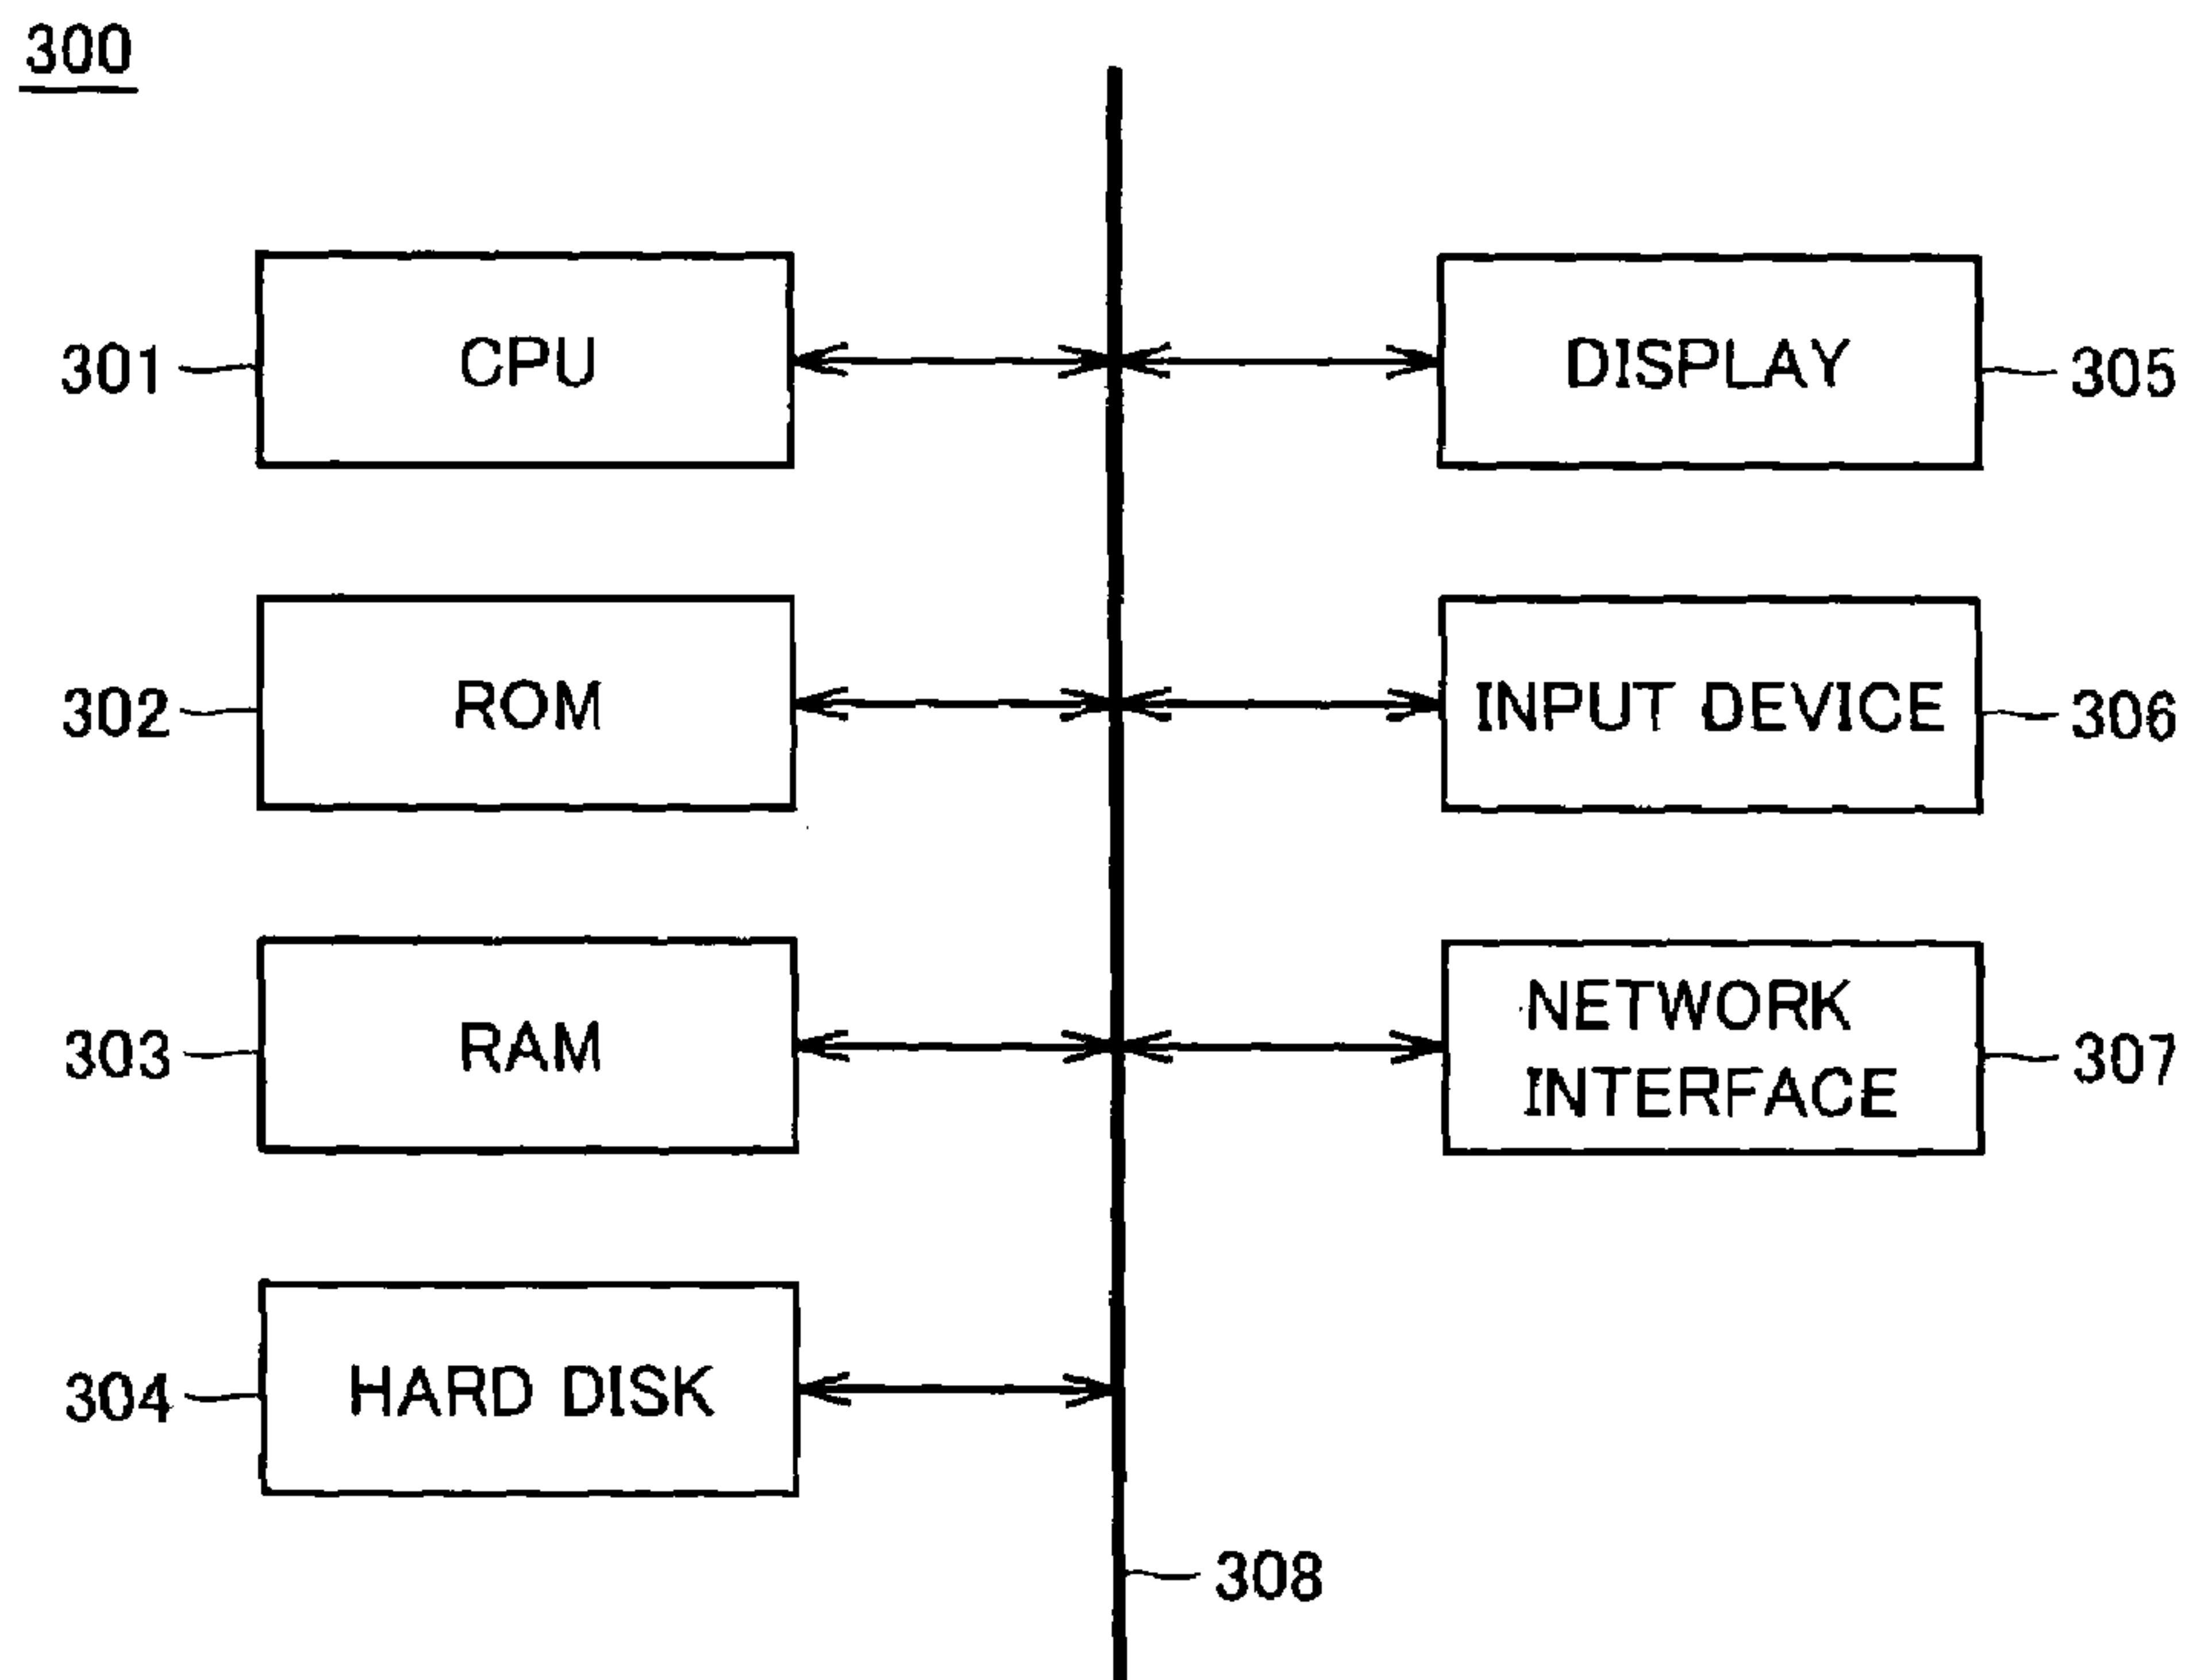 300
301
CPU
DISPLAY
305
302
ROM
INPUT DEVICE
306
303
RAM
NETWORK
INTERFACE
307
304
HARD DISK
308